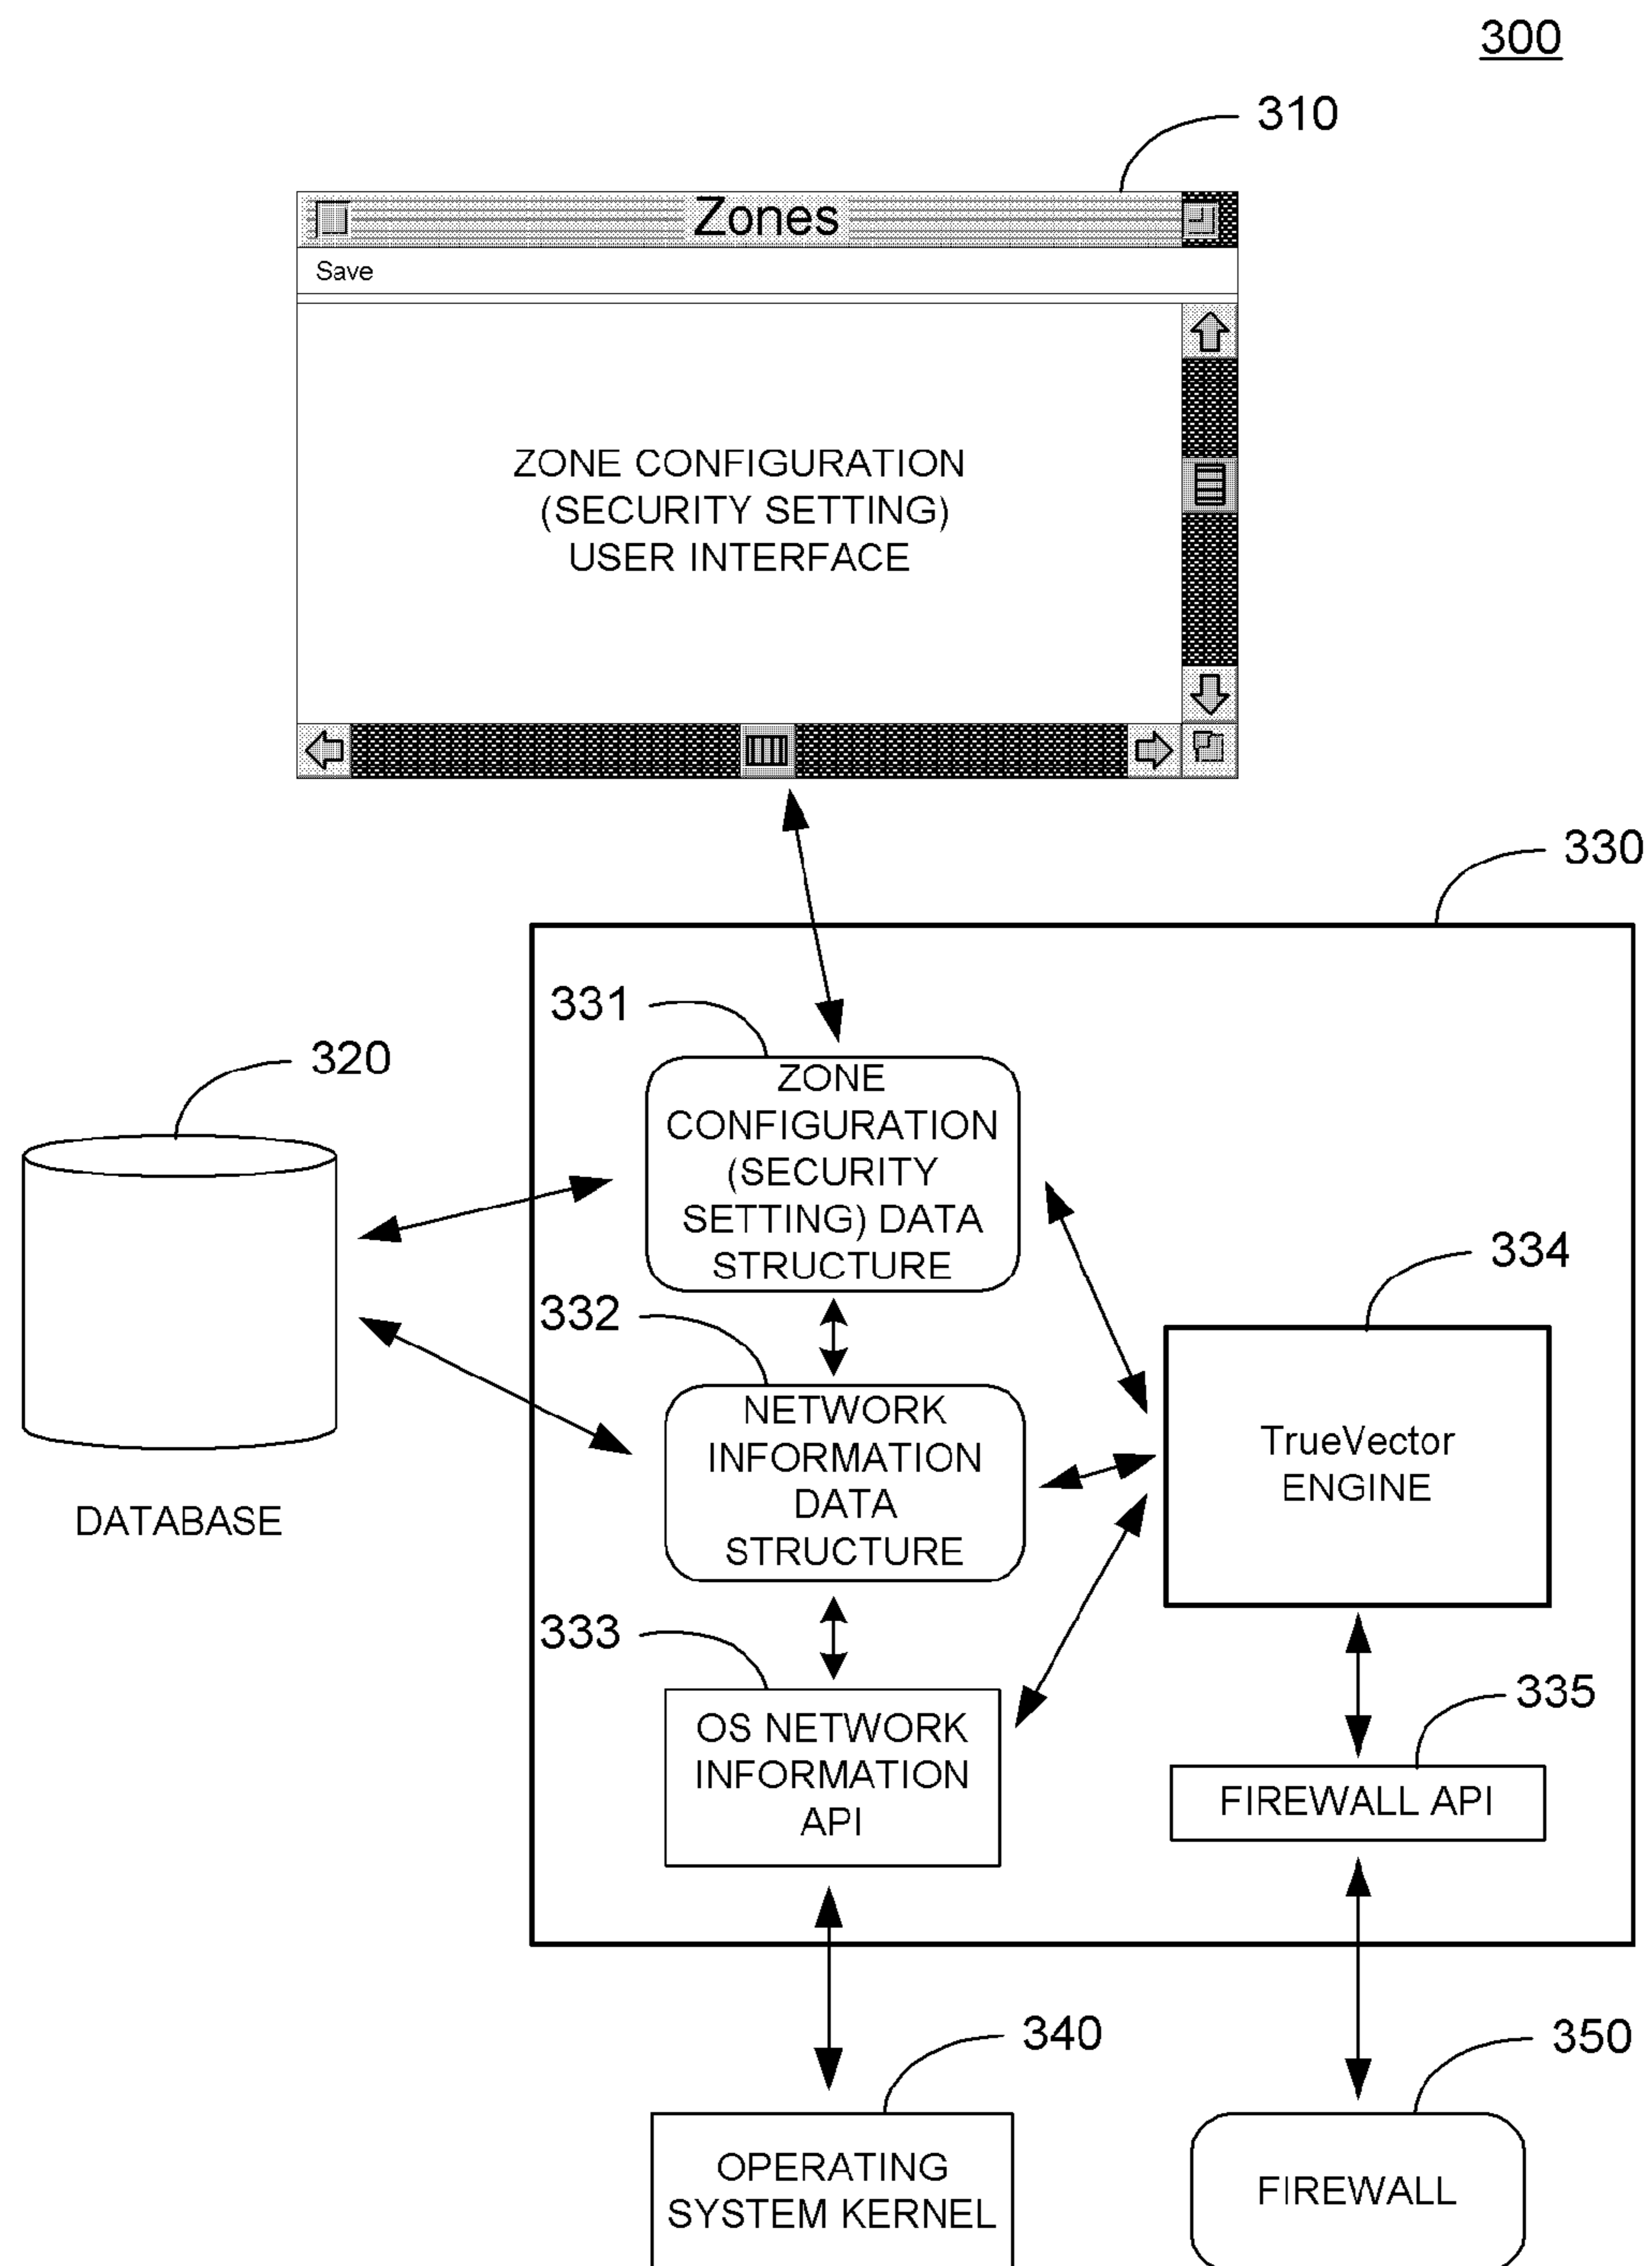 300
310
Zones
Save
ZONE CONFIGURATION
(SECURITY SETTING)
USER INTERFACE
330
331
320
ZONE
CONFIGURATION
(SECURITY
SETTING) DATA
STRUCTURE
334
332
NETWORK
INFORMATION
DATA
STRUCTURE
TrueVector
ENGINE
DATABASE
333
335
OS NETWORK
INFORMATION
API
FIREWALL API
340
350
OPERATING
SYSTEM KERNEL
FIREWALL